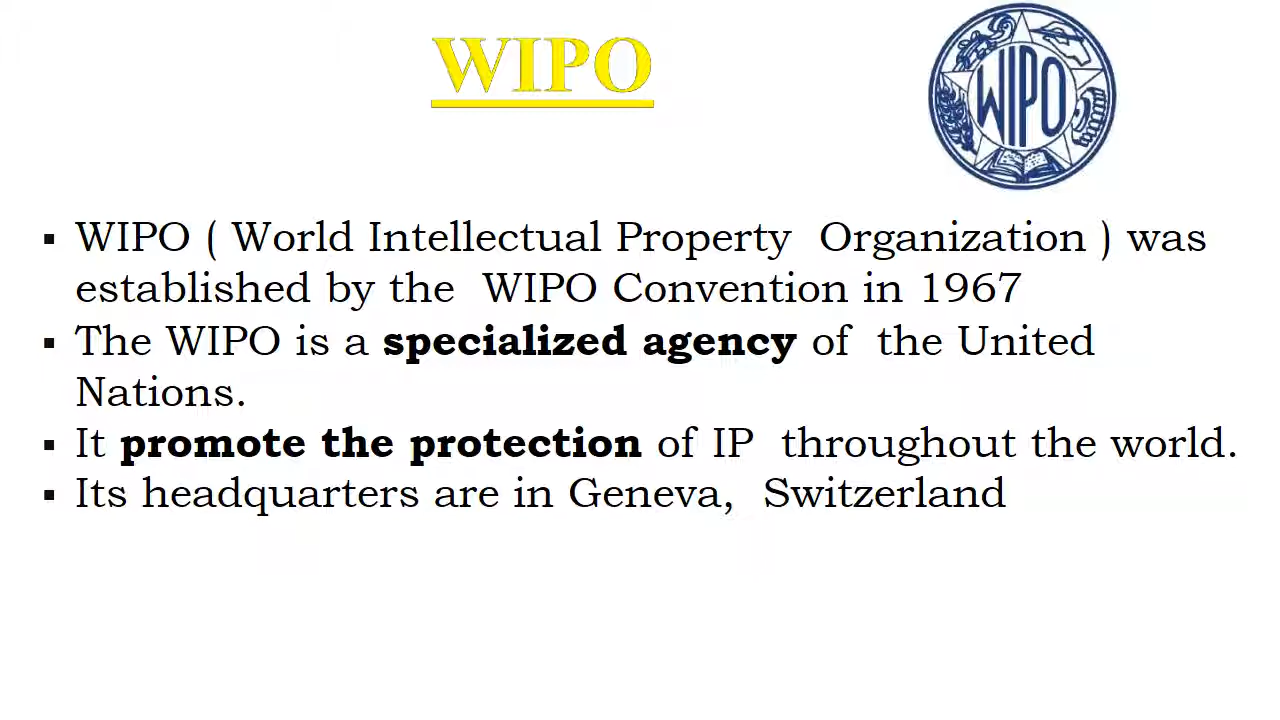 WIPO
WIPO
▪ WIPO ( World Intellectual Property  Organization ) was
established by the  WIPO Convention in 1967
▪ The WIPO is a specialized agency of  the United
Nations.
▪ It promote the protection of IP  throughout the world.
▪ Its headquarters are in Geneva,  Switzerland